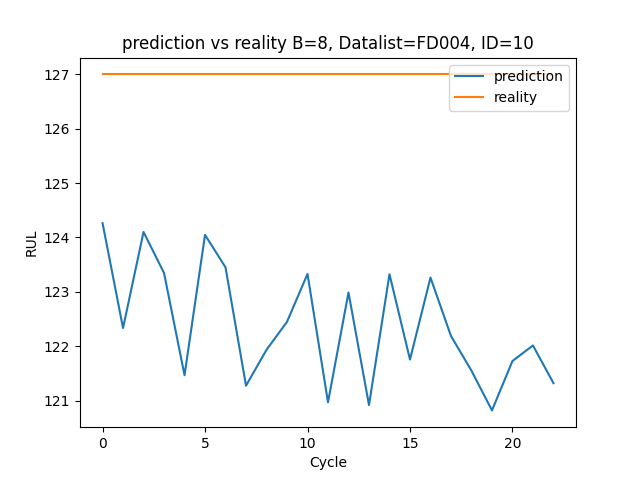 prediction vs reality B=8, Datalist=FD004, ID=10
127
126
125
124
123
122
121
RUL
prediction
reality
0
5
10
15
20
Cycle